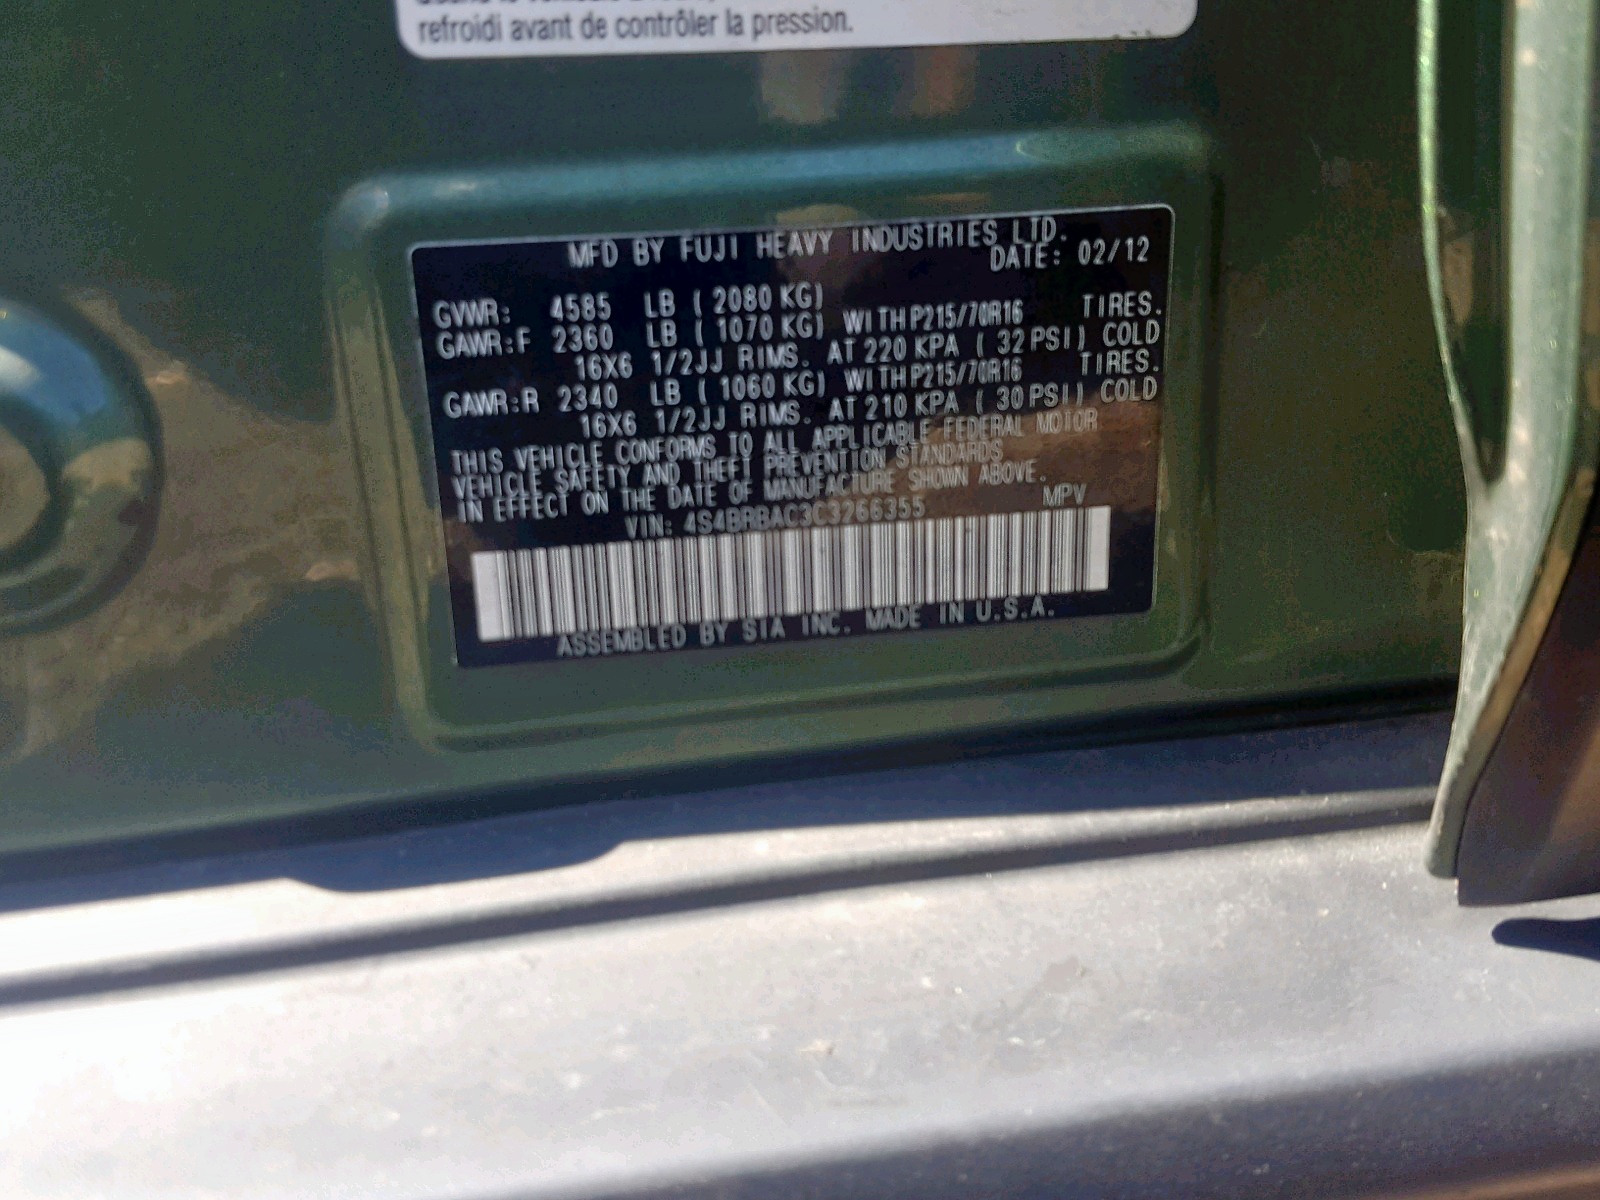 refroidi avant de contrôler la pression.
MFD BY FUJI HEAVY INDUSTRIES LTD.
DATE: 02/12
GVWR: 4585 LB ( 2080 KG)
GAWR:F 2360 LB ( 1070 KG) WITH P215/70R16 TIRES.
16X6 1/2JJ RIMS. AT 220 KPA ( 32 PSI) COLD
GAWR:R 2340 LB ( 1060 KG) WITH P215/70R16 TIRES.
16X6 1/2JJ RIMS. AT 210 KPA ( 30 PSI) COLD
THIS VEHICLE CONFORMS TO ALL APPLICABLE FEDERAL MOTOR
VEHICLE SAFETY AND THEFT PREVENTION STANDARDS
IN EFFECT ON THE DATE OF MANUFACTURE SHOWN ABOVE.
VIN: 4S4BRBAC3C3266355 MPV
ASSEMBLED BY SIA INC. MADE IN U.S.A.